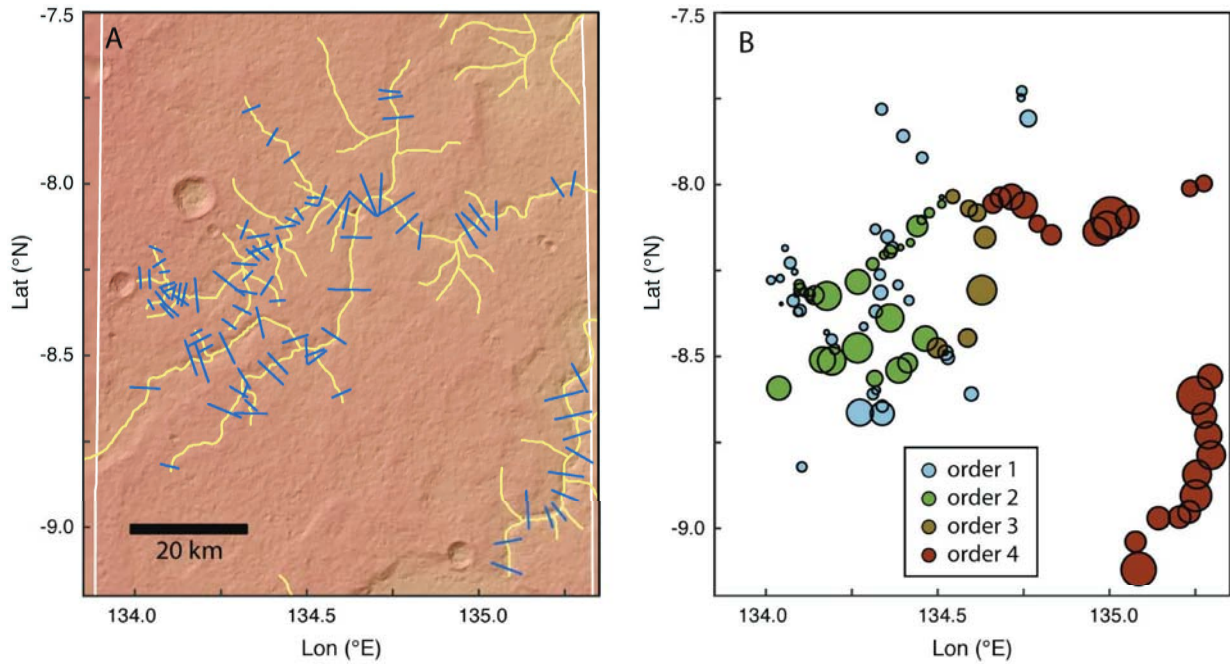 A
-7.5
-8.0
-8.5
-9.0
Lat (°N)
20 km
134.0
134.5
135.0
Lon (°E)
B
-7.5
-8.0
-8.5
-9.0
Lat (°N)
order 1
order 2
order 3
order 4
134.0
134.5
135.0
Lon (°E)